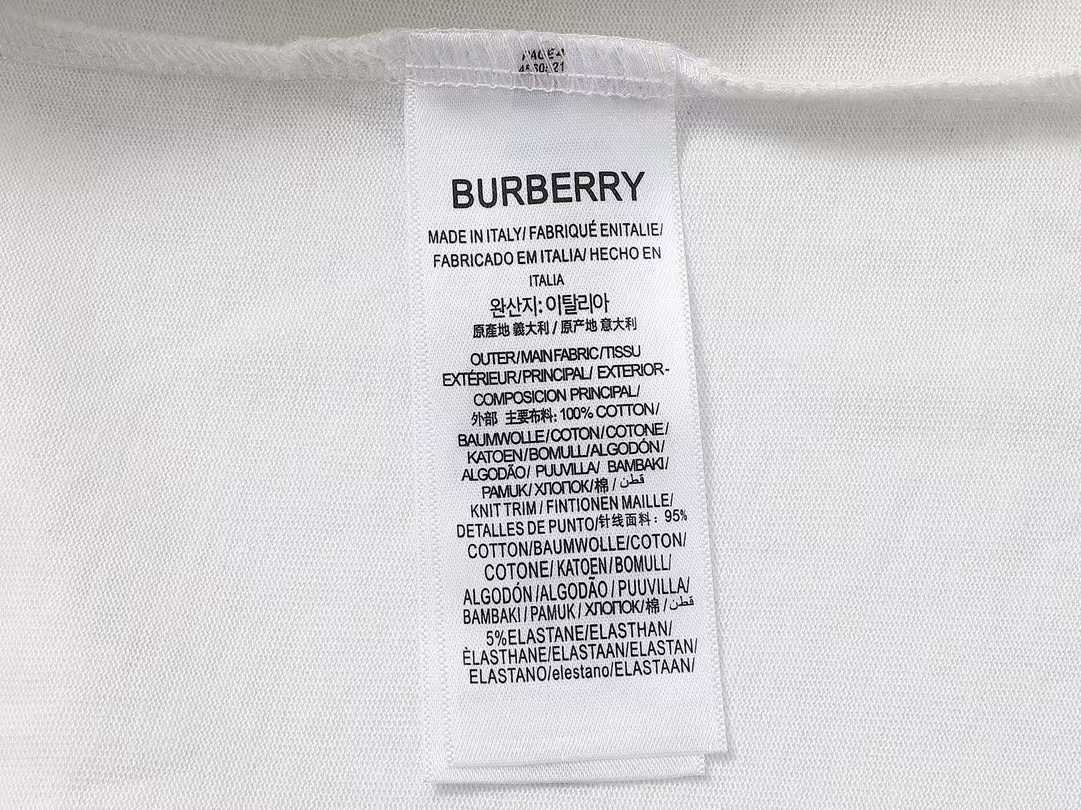 BURBERRY
MADE IN ITALY/ FABRIQUÉ ENITALIE/
FABRICADO EM ITALIA/ HECHO EN
ITALIA
완산지: 이탈리아
原產地 義大利 / 原产地 意大利
OUTER/MAIN FABRIC/TISSU
EXTÉRIEUR/PRINCIPAL/ EXTERIOR-
COMPOSICION PRINCIPAL/
外部 主要布料: 100% COTTON/
BAUMWOLLE/COTON/COTONE/
KATOEN/BOMULL/ALGODÓN/
ALGODÃO/ PUUVILLA/ BAMBAKI/
PAMUK/ХЛОПОК/棉 / قطن
KNIT TRIM / FINTIONEN MAILLE/
DETALLES DE PUNTO/针线面料: 95%
COTTON/BAUMWOLLE/COTON/
COTONE/ KATOEN/BOMULL/
ALGODÓN /ALGODÃO / PUUVILLA/
BAMBAKI / PAMUK / ХЛОПОК/棉 / قطن
5%ELASTANE/ELASTHAN/
ÈLASTHANE/ELASTAAN/ELASTAN/
ELASTANO/elestano/ELASTAAN/